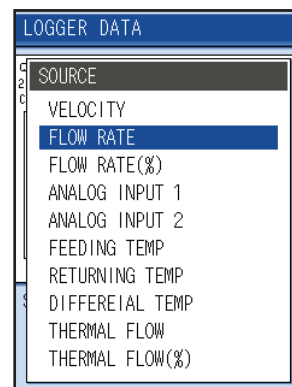 LOGGER DATA
SOURCE
VELOCITY
FLOW RATE
FLOW RATE(%)
ANALOG INPUT 1
ANALOG INPUT 2
FEEDING TEMP
RETURNING TEMP
DIFFEREIAL TEMP
THERMAL FLOW
THERMAL FLOW(%)